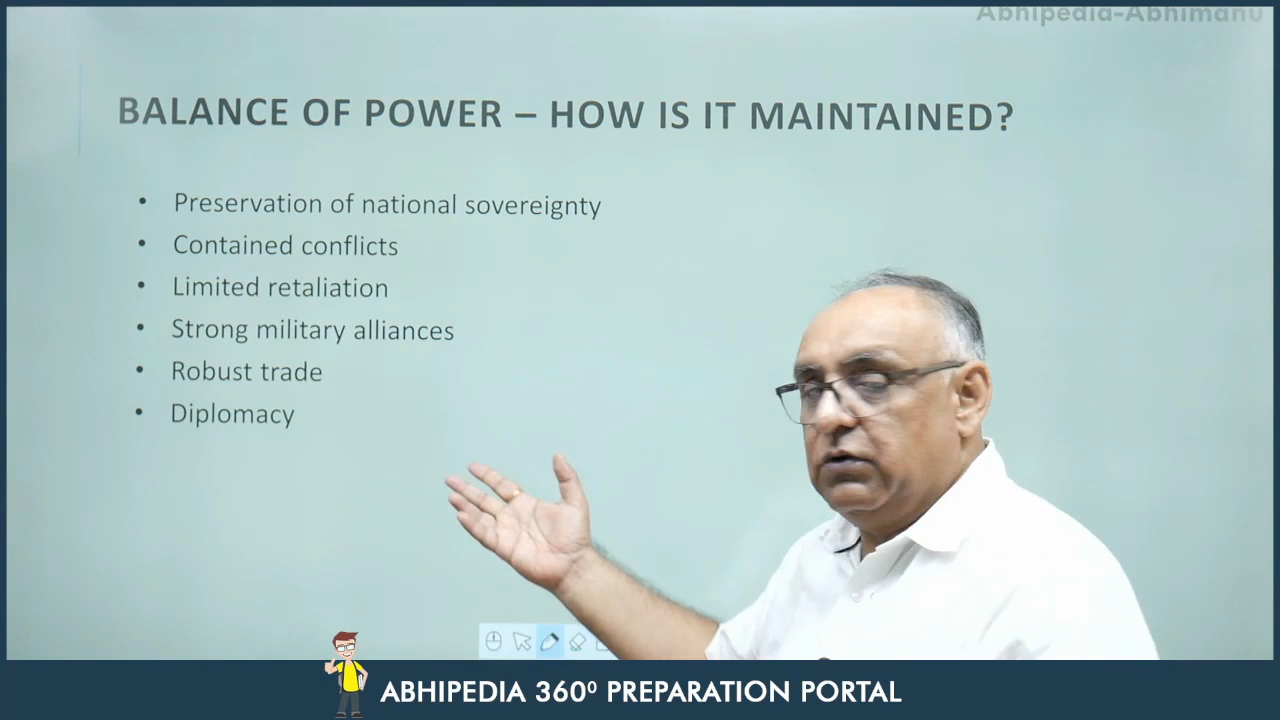 Abhipedia-Abhimanu
BALANCE OF POWER – HOW IS IT MAINTAINED?
• Preservation of national sovereignty
• Contained conflicts
• Limited retaliation
• Strong military alliances
• Robust trade
• Diplomacy
ABHIPEDIA 360⁰ PREPARATION PORTAL